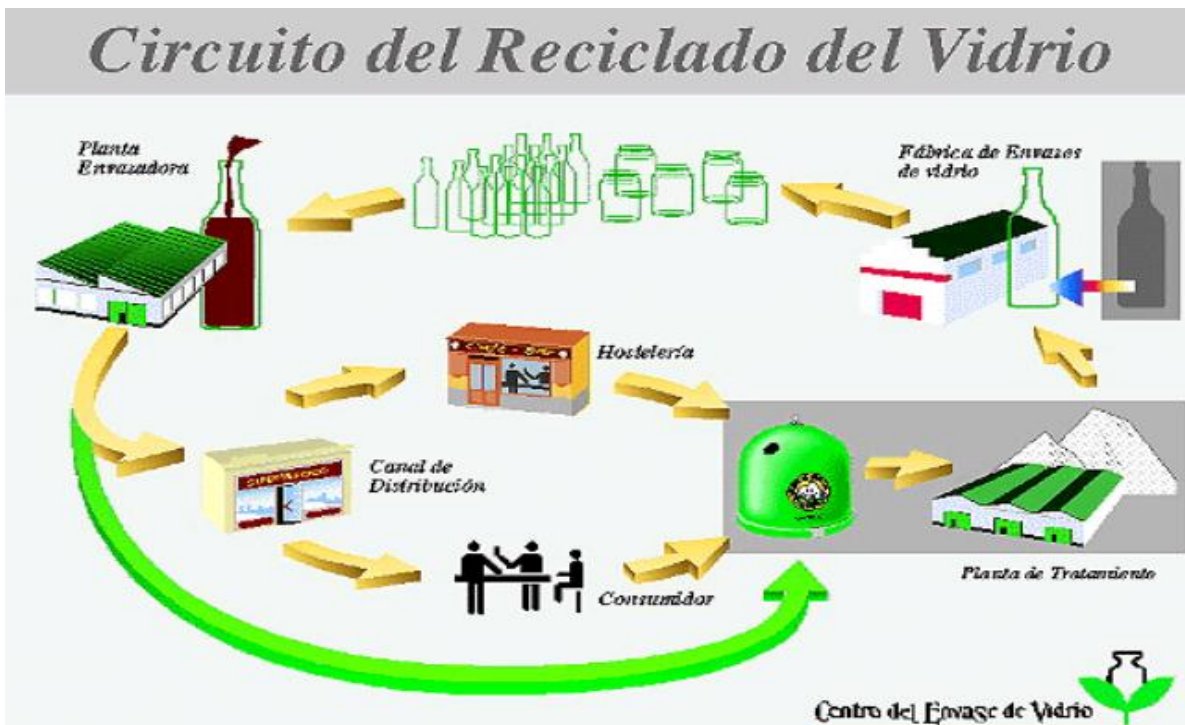 Circuito del Reciclado del Vidrio
Planta
Envasadora
Fábrica de Envases
de vidrio
Hostelería
Canal de
Distribución
SUPERMERCADO
Consumidor
Planta de Tratamiento
Centro del Envase de Vidrio